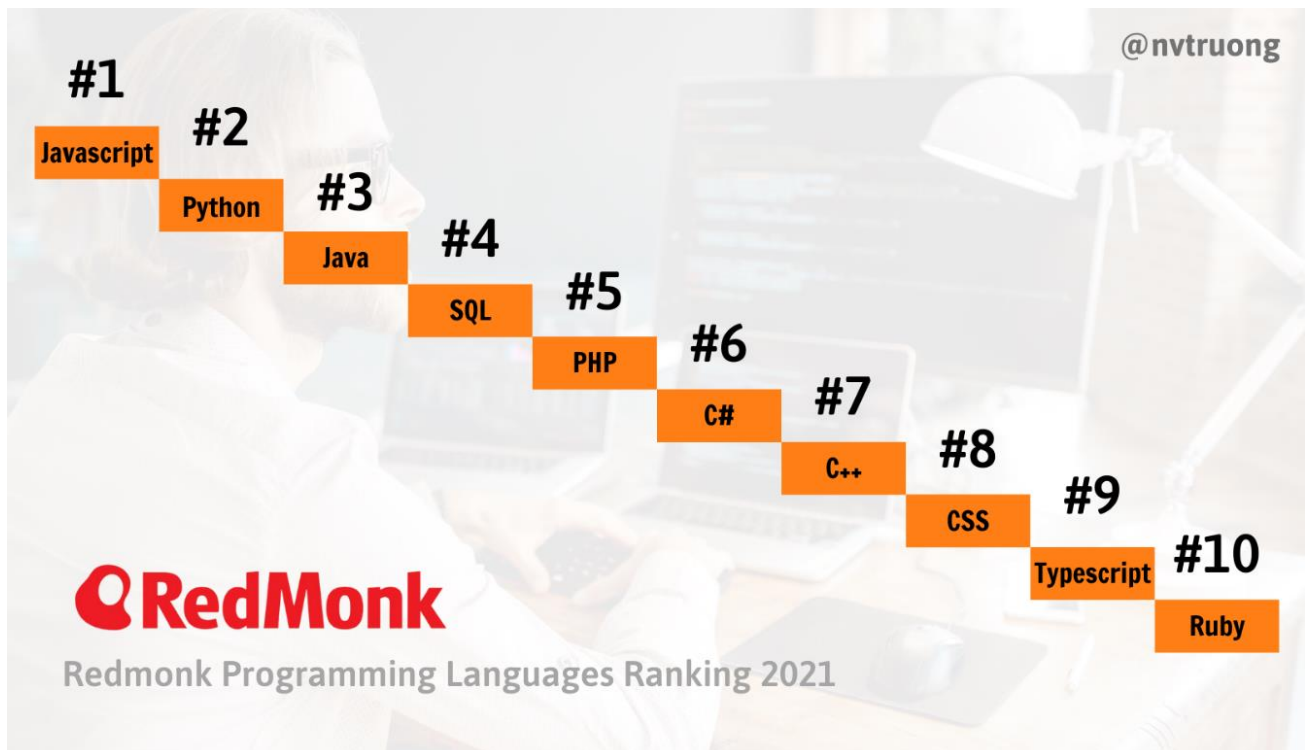 @nvtruong
#1
Javascript
#2
Python
#3
Java
#4
SQL
#5
PHP
#6
C#
#7
C++
#8
CSS
#9
Typescript
#10
Ruby
RedMonk
Redmonk Programming Languages Ranking 2021